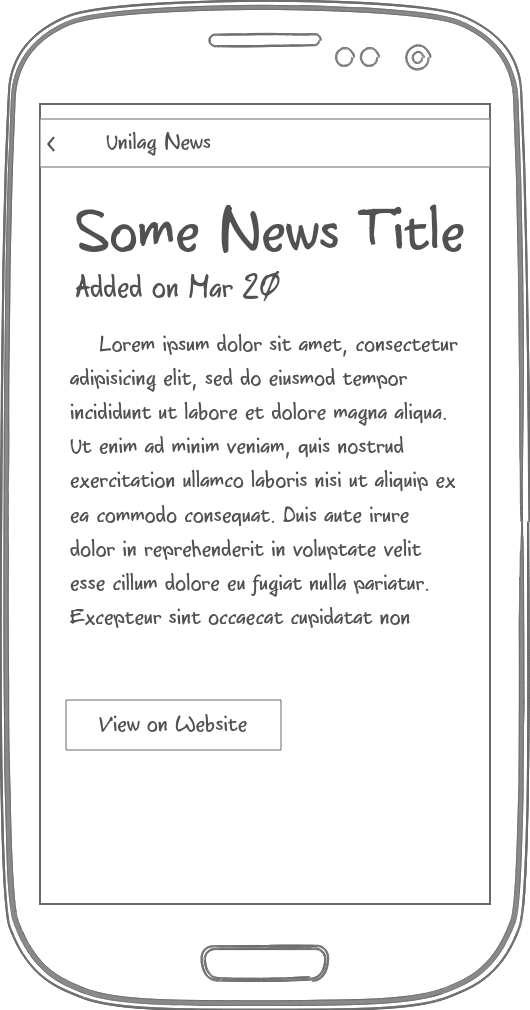 Unilag News
Some News Title
Added on Mar 20
Lorem ipsum dolor sit amet, consectetur
adipisicing elit, sed do eiusmod tempor
incididunt ut labore et dolore magna aliqua.
Ut enim ad minim veniam, quis nostrud
exercitation ullamco laboris nisi ut aliquip ex
ea commodo consequat. Duis aute irure
dolor in reprehenderit in voluptate velit
esse cillum dolore eu fugiat nulla pariatur.
Excepteur sint occaecat cupidatat non
View on Website